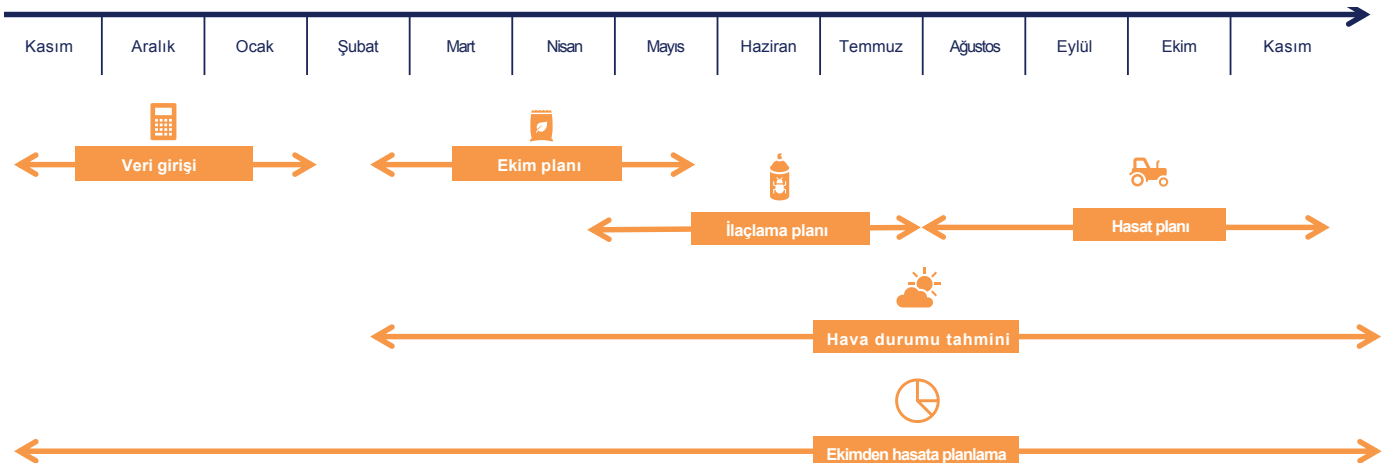 Kasım Aralık Ocak Şubat Mart Nisan Mayıs Haziran Temmuz Ağustos Eylül Ekim Kasım
Veri girişi Ekim planı
İlaçlama planı Hasat planı
Hava durumu tahmini
Ekimden hasata planlama